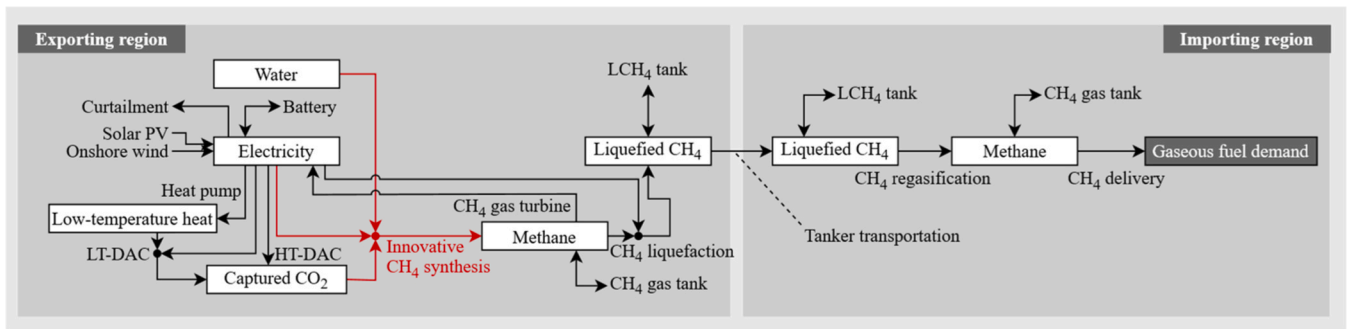 Exporting region
Importing region
Water
LCH₄ tank
Curtailment
Battery
LCH₄ tank
CH₄ gas tank
Solar PV
Onshore wind
Electricity
Liquefied CH₄
Liquefied CH₄
Methane
Gaseous fuel demand
CH₄ regasification
CH₄ delivery
Heat pump
CH₄ gas turbine
Low-temperature heat
Methane
Tanker transportation
Innovative
CH₄ synthesis
CH₄ liquefaction
LT-DAC
HT-DAC
Captured CO₂
CH₄ gas tank